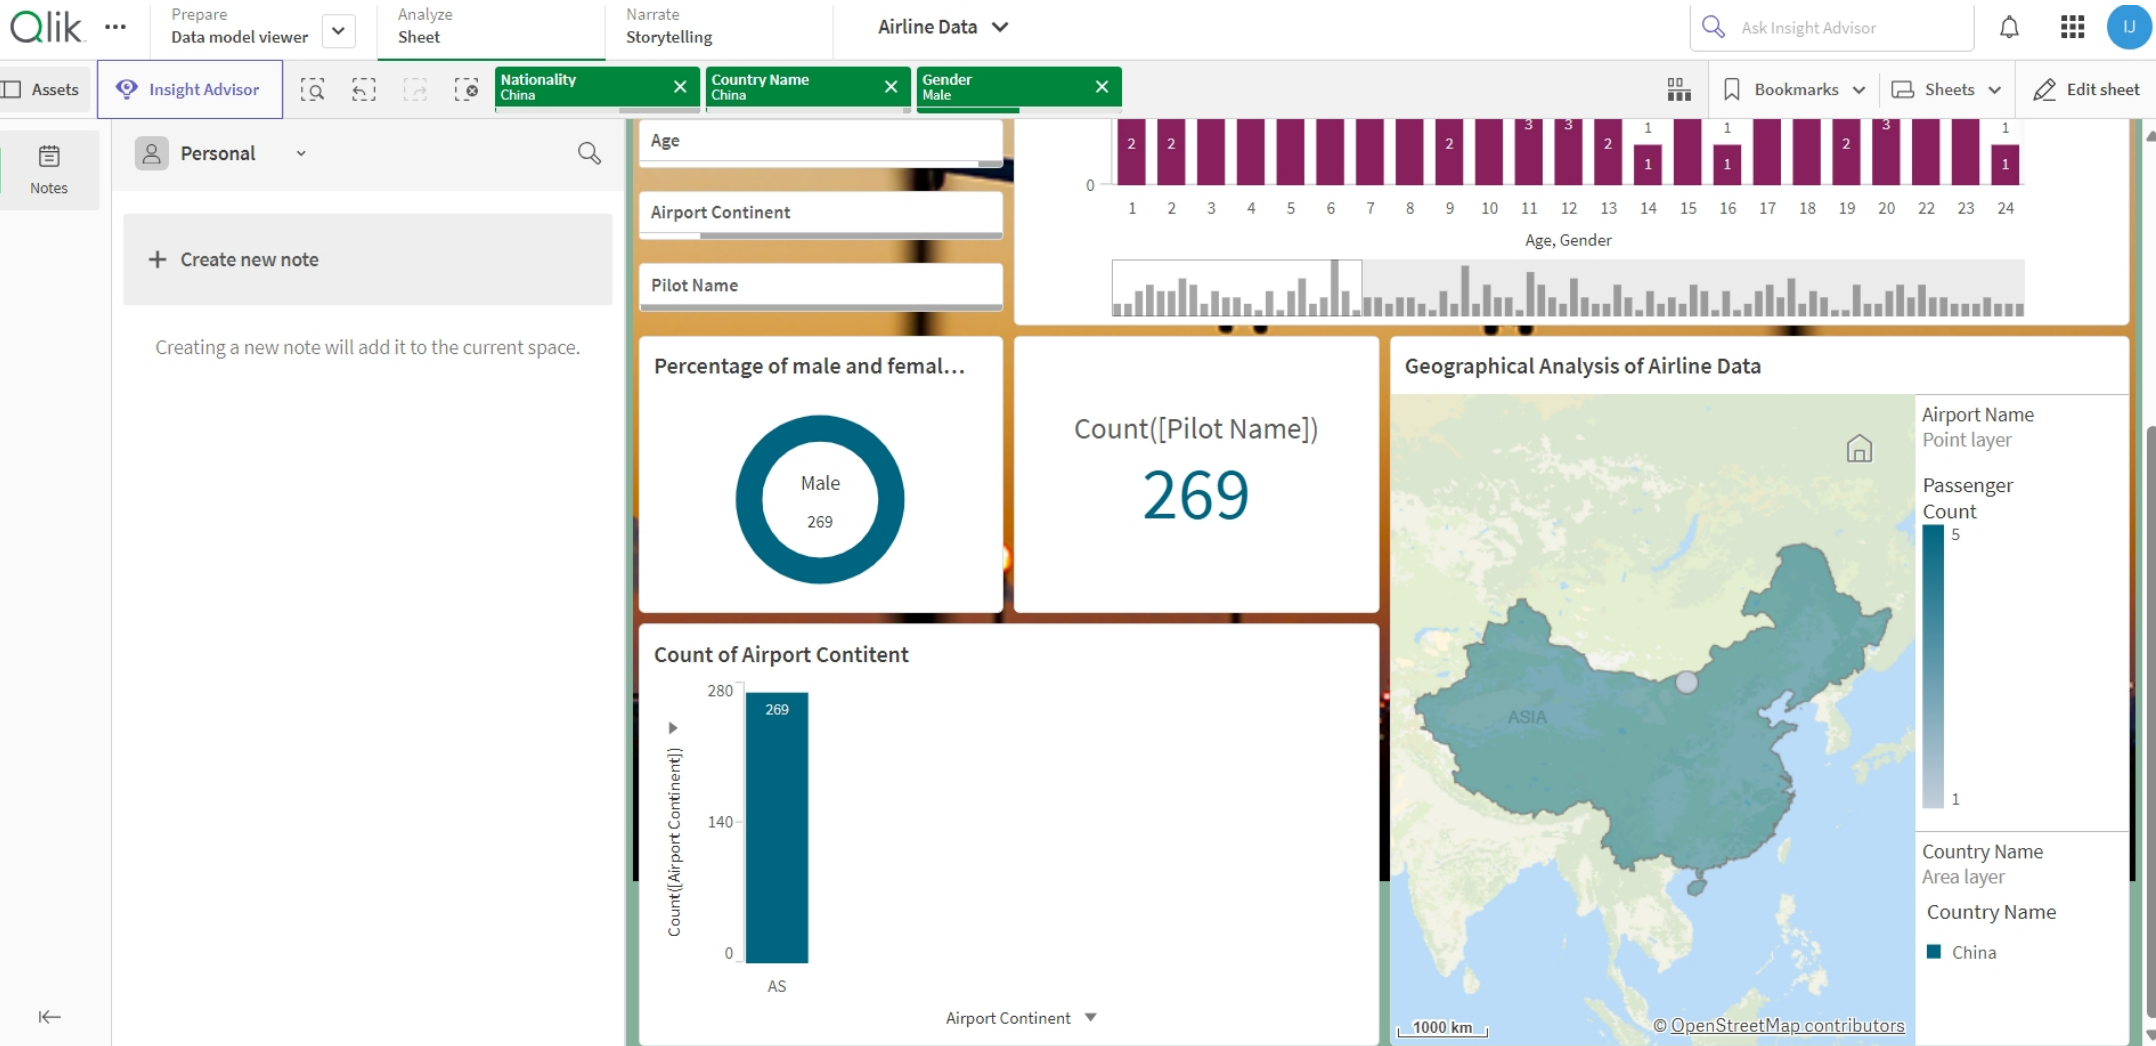 Qlik
Prepare
Data model viewer
Analyze
Sheet
Narrate
Storytelling
Airline Data
Ask Insight Advisor
IJ
Assets
Insight Advisor
Nationality
China
Country Name
China
Gender
Male
Bookmarks
Sheets
Edit sheet
Notes
Personal
Create new note
Creating a new note will add it to the current space.
Age
Airport Continent
Pilot Name
3 3 1 1 3 1
2 2 2 2 2
1 1 1
0
1 2 3 4 5 6 7 8 9 10 11 12 13 14 15 16 17 18 19 20 22 23 24
Age, Gender
Percentage of male and femal...
Male
269
Count([Pilot Name])
269
Geographical Analysis of Airline Data
ASIA
1000 km
© OpenStreetMap contributors
Airport Name
Point layer
Passenger
Count
5
1
Country Name
Area layer
Country Name
China
Count of Airport Contitent
Count([Airport Continent])
280
269
140
0
AS
Airport Continent